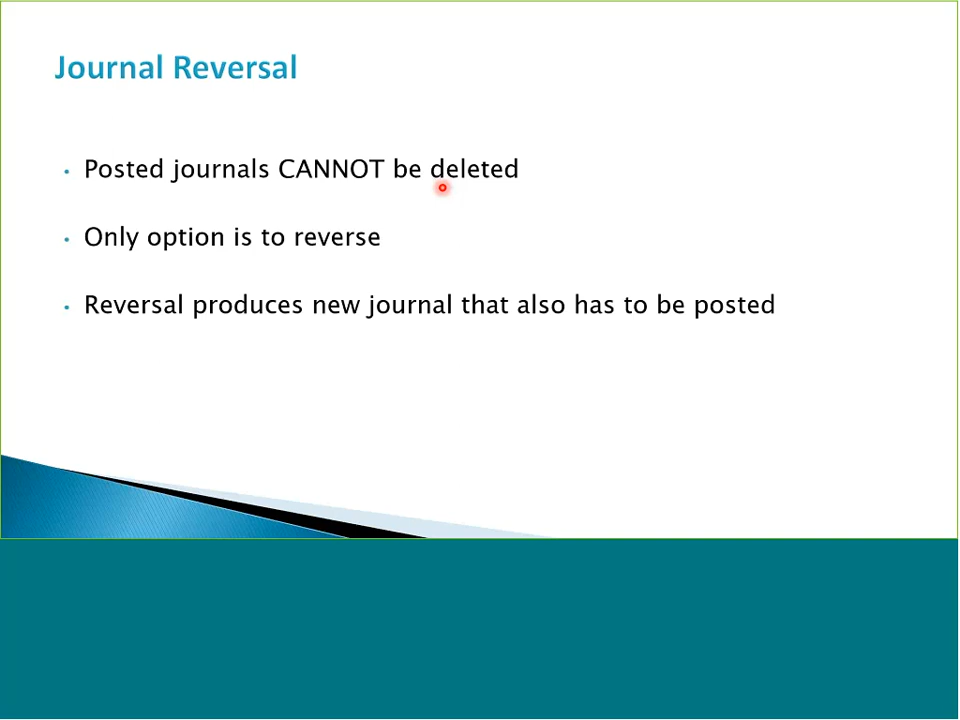 Journal Reversal
• Posted journals CANNOT be deleted
• Only option is to reverse
• Reversal produces new journal that also has to be posted